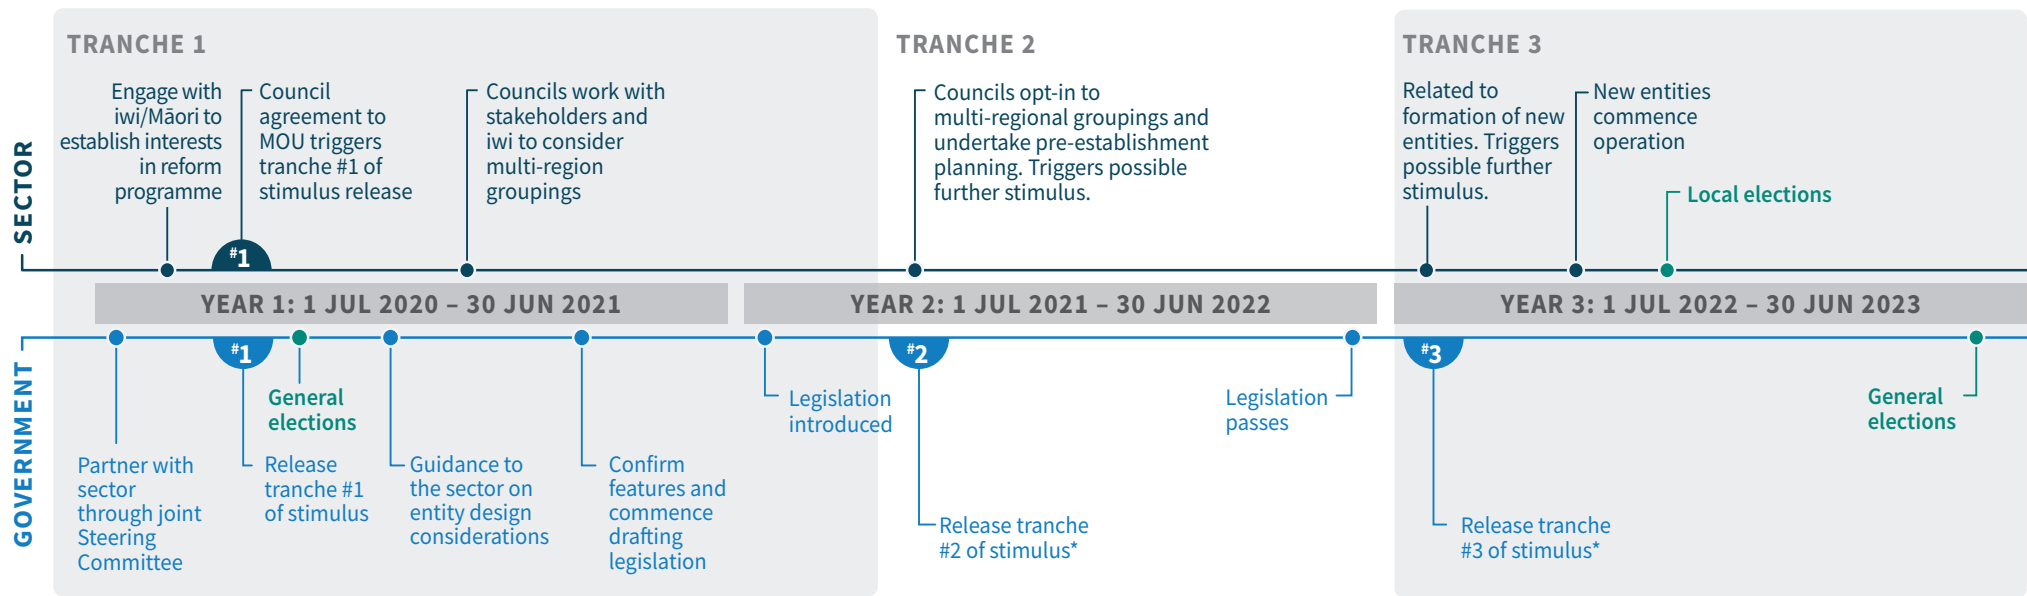 TRANCHE 1
TRANCHE 2
TRANCHE 3
SECTOR
Engage with
iwi/Māori to
establish interests
in reform
programme
Council
agreement to
MOU triggers
tranche #1 of
stimulus release
Councils work with
stakeholders and
iwi to consider
multi-region
groupings
Councils opt-in to
multi-regional groupings and
undertake pre-establishment
planning. Triggers possible
further stimulus.
Related to
formation of new
entities. Triggers
possible further
stimulus.
New entities
commence
operation
Local elections
#1
YEAR 1: 1 JUL 2020 – 30 JUN 2021
YEAR 2: 1 JUL 2021 – 30 JUN 2022
YEAR 3: 1 JUL 2022 – 30 JUN 2023
GOVERNMENT
#1
#2
#3
Partner with
sector
through joint
Steering
Committee
Release
tranche #1
of stimulus
General
elections
Guidance to
the sector on
entity design
considerations
Confirm
features and
commence
drafting
legislation
Legislation
introduced
Release tranche
#2 of stimulus*
Legislation
passes
Release tranche
#3 of stimulus*
General
elections